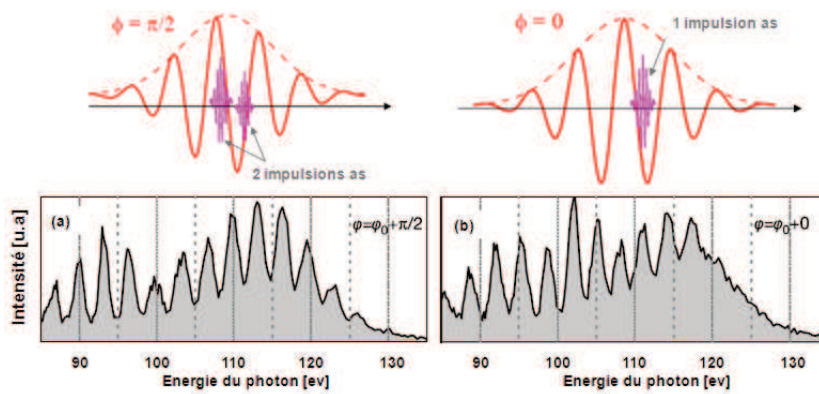 ϕ = π/2
2 impulsions as
ϕ = 0
1 impulsion as
Intensité [u.a]
(a)
φ=φ₀+π/2
90 100 110 120 130
Energie du photon [ev]
(b)
φ=φ₀+0
90 100 110 120 130
Energie du photon [ev]